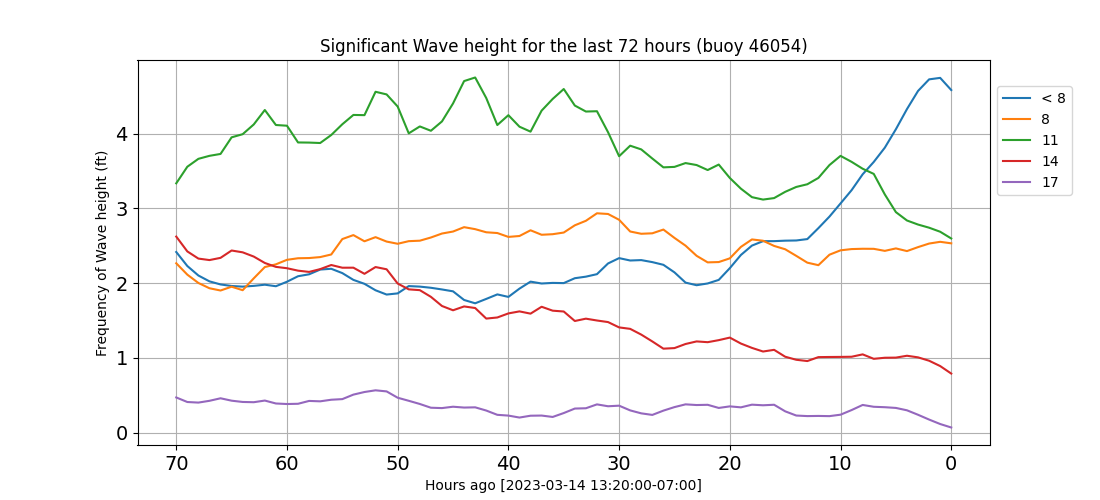 Significant Wave height for the last 72 hours (buoy 46054)
Frequency of Wave height (ft)
4
3
2
1
0
70 60 50 40 30 20 10 0
Hours ago [2023-03-14 13:20:00-07:00]
< 8
8
11
14
17